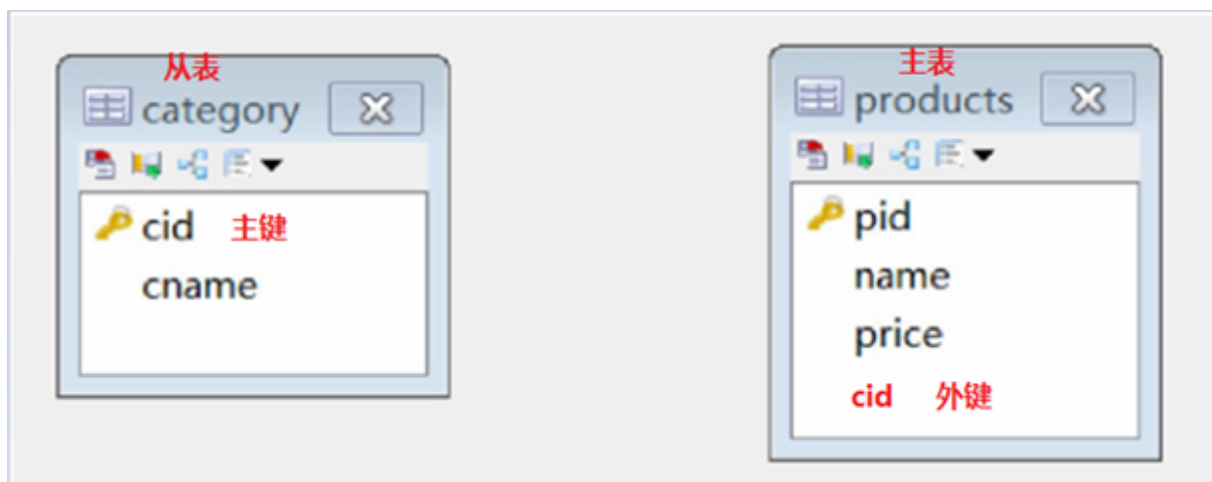 从表
category
cid 主键
cname
主表
products
pid
name
price
cid 外键